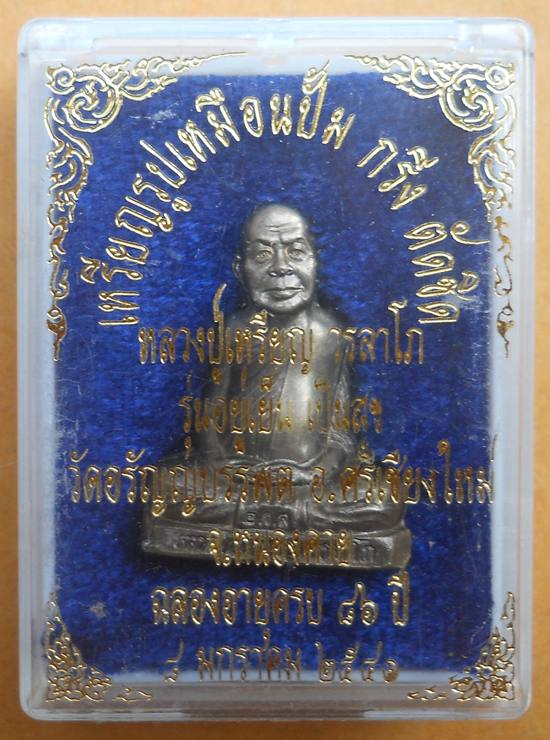 เหรียญรูปเหมือนปั๊ม กริ่ง ตัดชิด
หลวงปู่เหรียญ วรลาโภ
รุ่นอยู่เย็น เป็นสุข
วัดอรัญญบรรพต อ.ศรีเชียงใหม่
จ.หนองคาย
ฉลองอายุครบ ๘๖ ปี
๘ มกราคม ๒๕๔๑